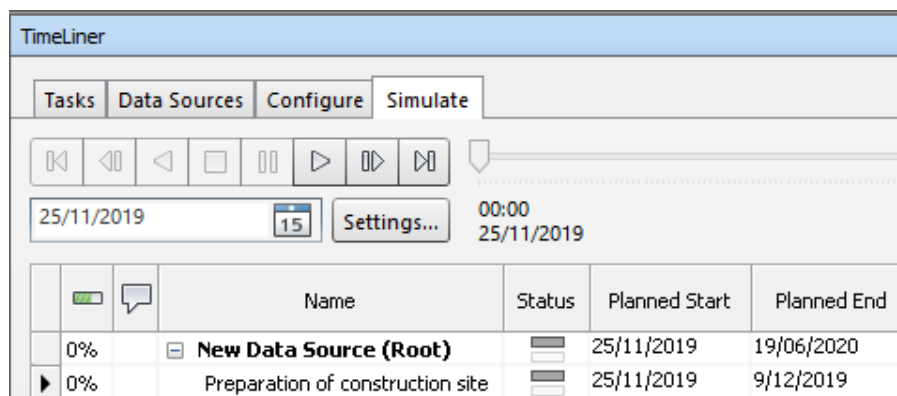 TimeLiner
Tasks Data Sources Configure Simulate
25/11/2019 15 Settings... 00:00
25/11/2019
Name Status Planned Start Planned End
0% New Data Source (Root) 25/11/2019 19/06/2020
0% Preparation of construction site 25/11/2019 9/12/2019